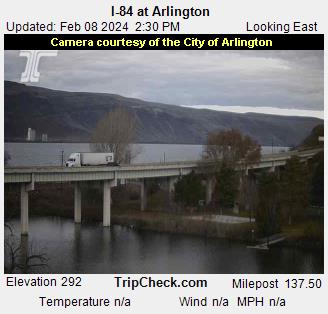 I-84 at Arlington
Updated: Feb 08 2024 2:30 PM Looking East
Camera courtesy of the City of Arlington
Elevation 292 TripCheck.com Milepost 137.50
Temperature n/a Wind n/a MPH n/a